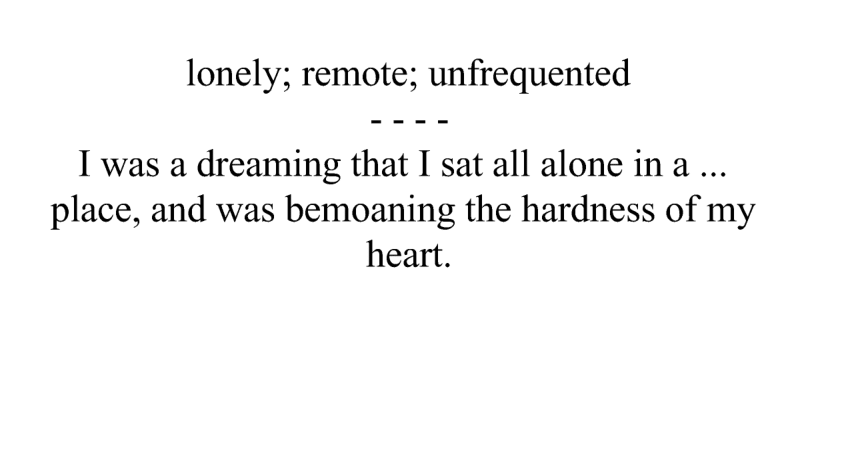 lonely; remote; unfrequented
- - - -
I was a dreaming that I sat all alone in a ...
place, and was bemoaning the hardness of my
heart.